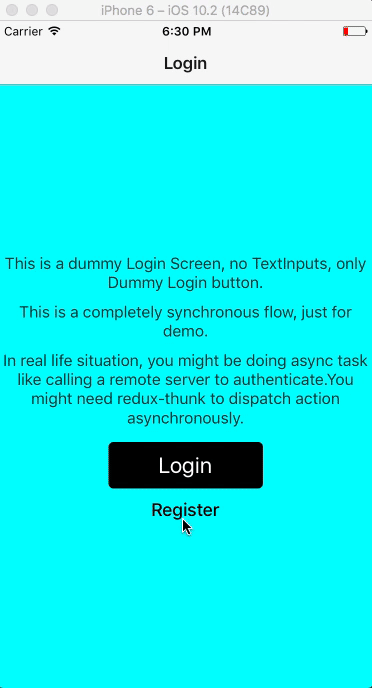 iPhone 6 – iOS 10.2 (14C89)
Carrier 6:30 PM
Login
This is a dummy Login Screen, no TextInputs, only
Dummy Login button.
This is a completely synchronous flow, just for
demo.
In real life situation, you might be doing async task
like calling a remote server to authenticate.You
might need redux-thunk to dispatch action
asynchronously.
Login
Register